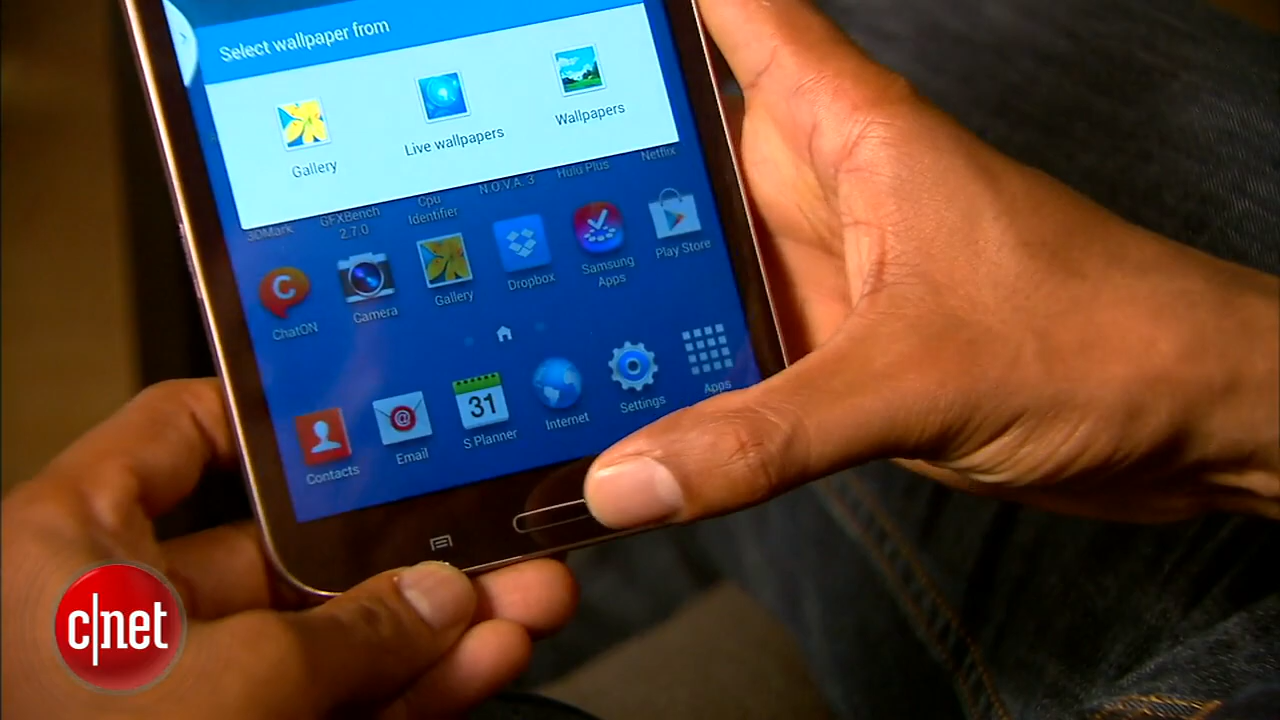 Select wallpaper from
Gallery
Live wallpapers
Wallpapers
3DMark
GFXBench
2.7.0
Cpu
Identifier
N.O.V.A. 3
Hulu Plus
Netflix
ChatON
Camera
Gallery
Dropbox
Samsung
Apps
Play Store
Contacts
@
Email
31
S Planner
Internet
Settings
Apps
c|net